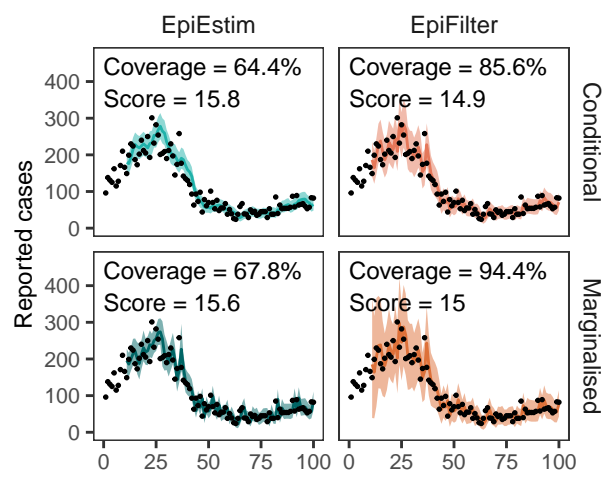 EpiEstim EpiFilter
Coverage = 64.4% Coverage = 85.6%
Score = 15.8 Score = 14.9
Conditional
400
300
200
100
0
Reported cases
Coverage = 67.8% Coverage = 94.4%
Score = 15.6 Score = 15
Marginalised
400
300
200
100
0
0 25 50 75 100 0 25 50 75 100